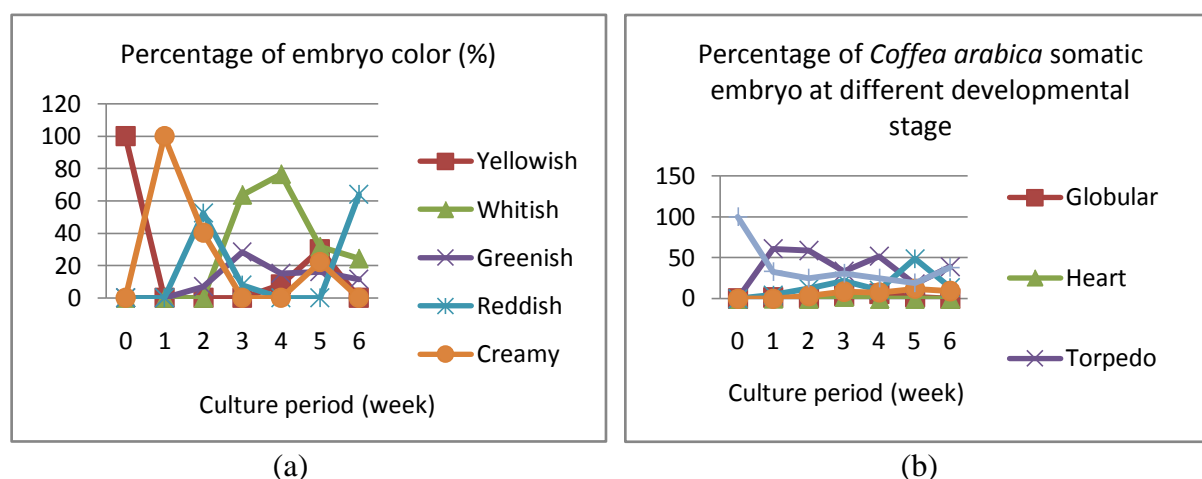 Percentage of embryo color (%)
120
100
80
60
40
20
0
0 1 2 3 4 5 6
Culture period (week)
Yellowish
Whitish
Greenish
Reddish
Creamy
(a)
Percentage of Coffea arabica somatic
embryo at different developmental
stage
150
100
50
0
0 1 2 3 4 5 6
Culture period (week)
Globular
Heart
Torpedo
(b)